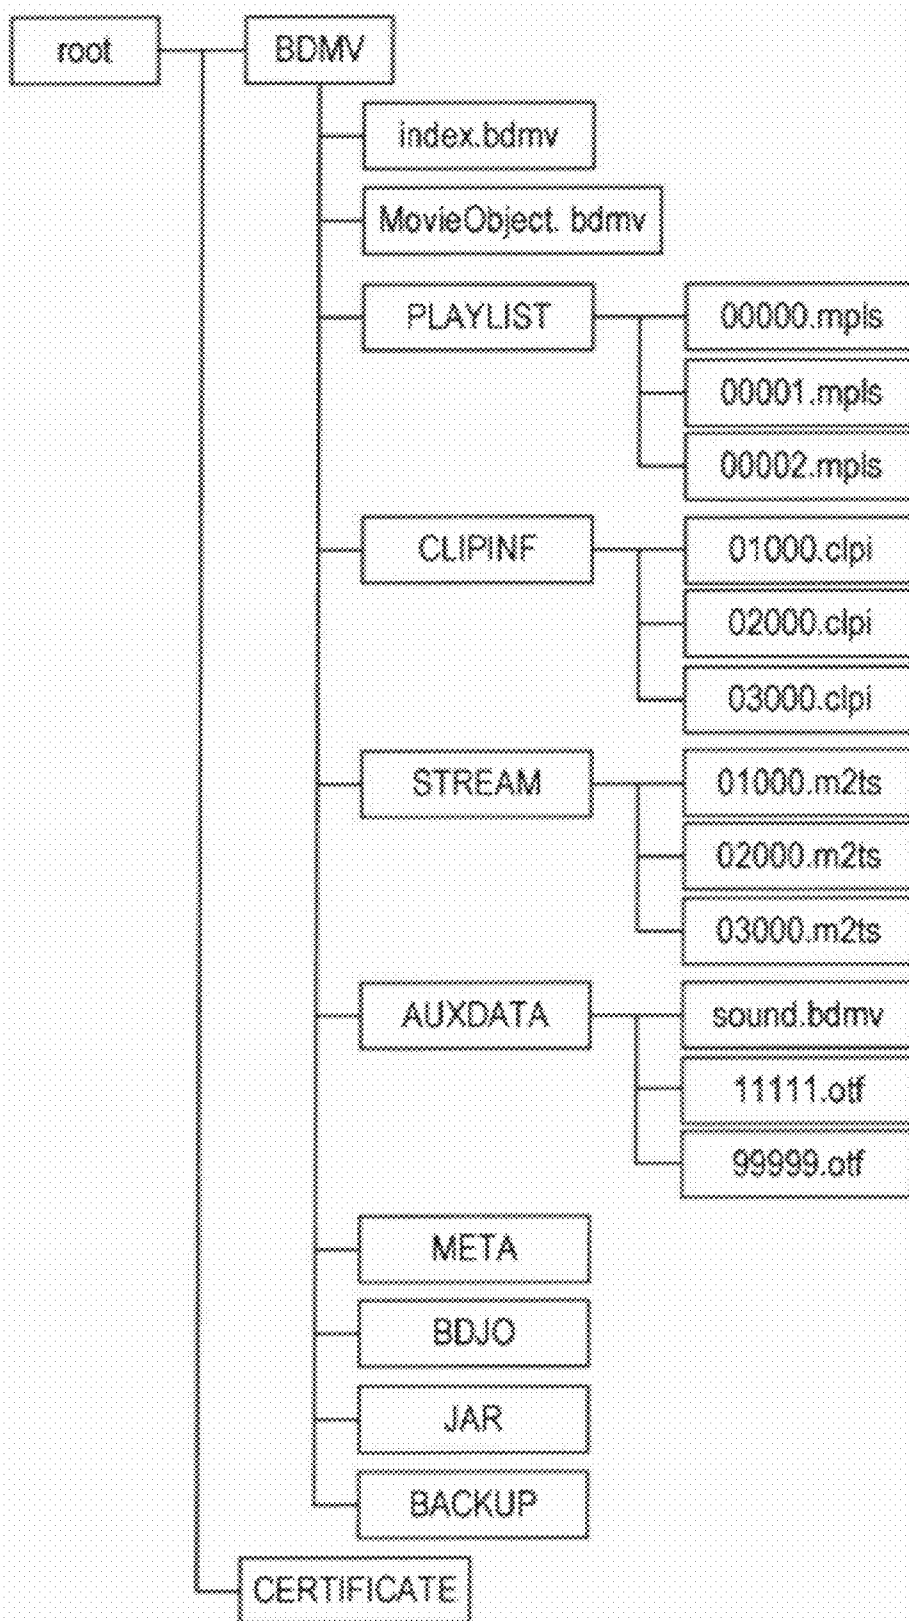 root
BDMV
index.bdmv
MovieObject. bdmv
PLAYLIST
00000.mpls
00001.mpls
00002.mpls
CLIPINF
01000.clpi
02000.clpi
03000.clpi
STREAM
01000.m2ts
02000.m2ts
03000.m2ts
AUXDATA
sound.bdmv
11111.otf
99999.otf
META
BDJO
JAR
BACKUP
CERTIFICATE